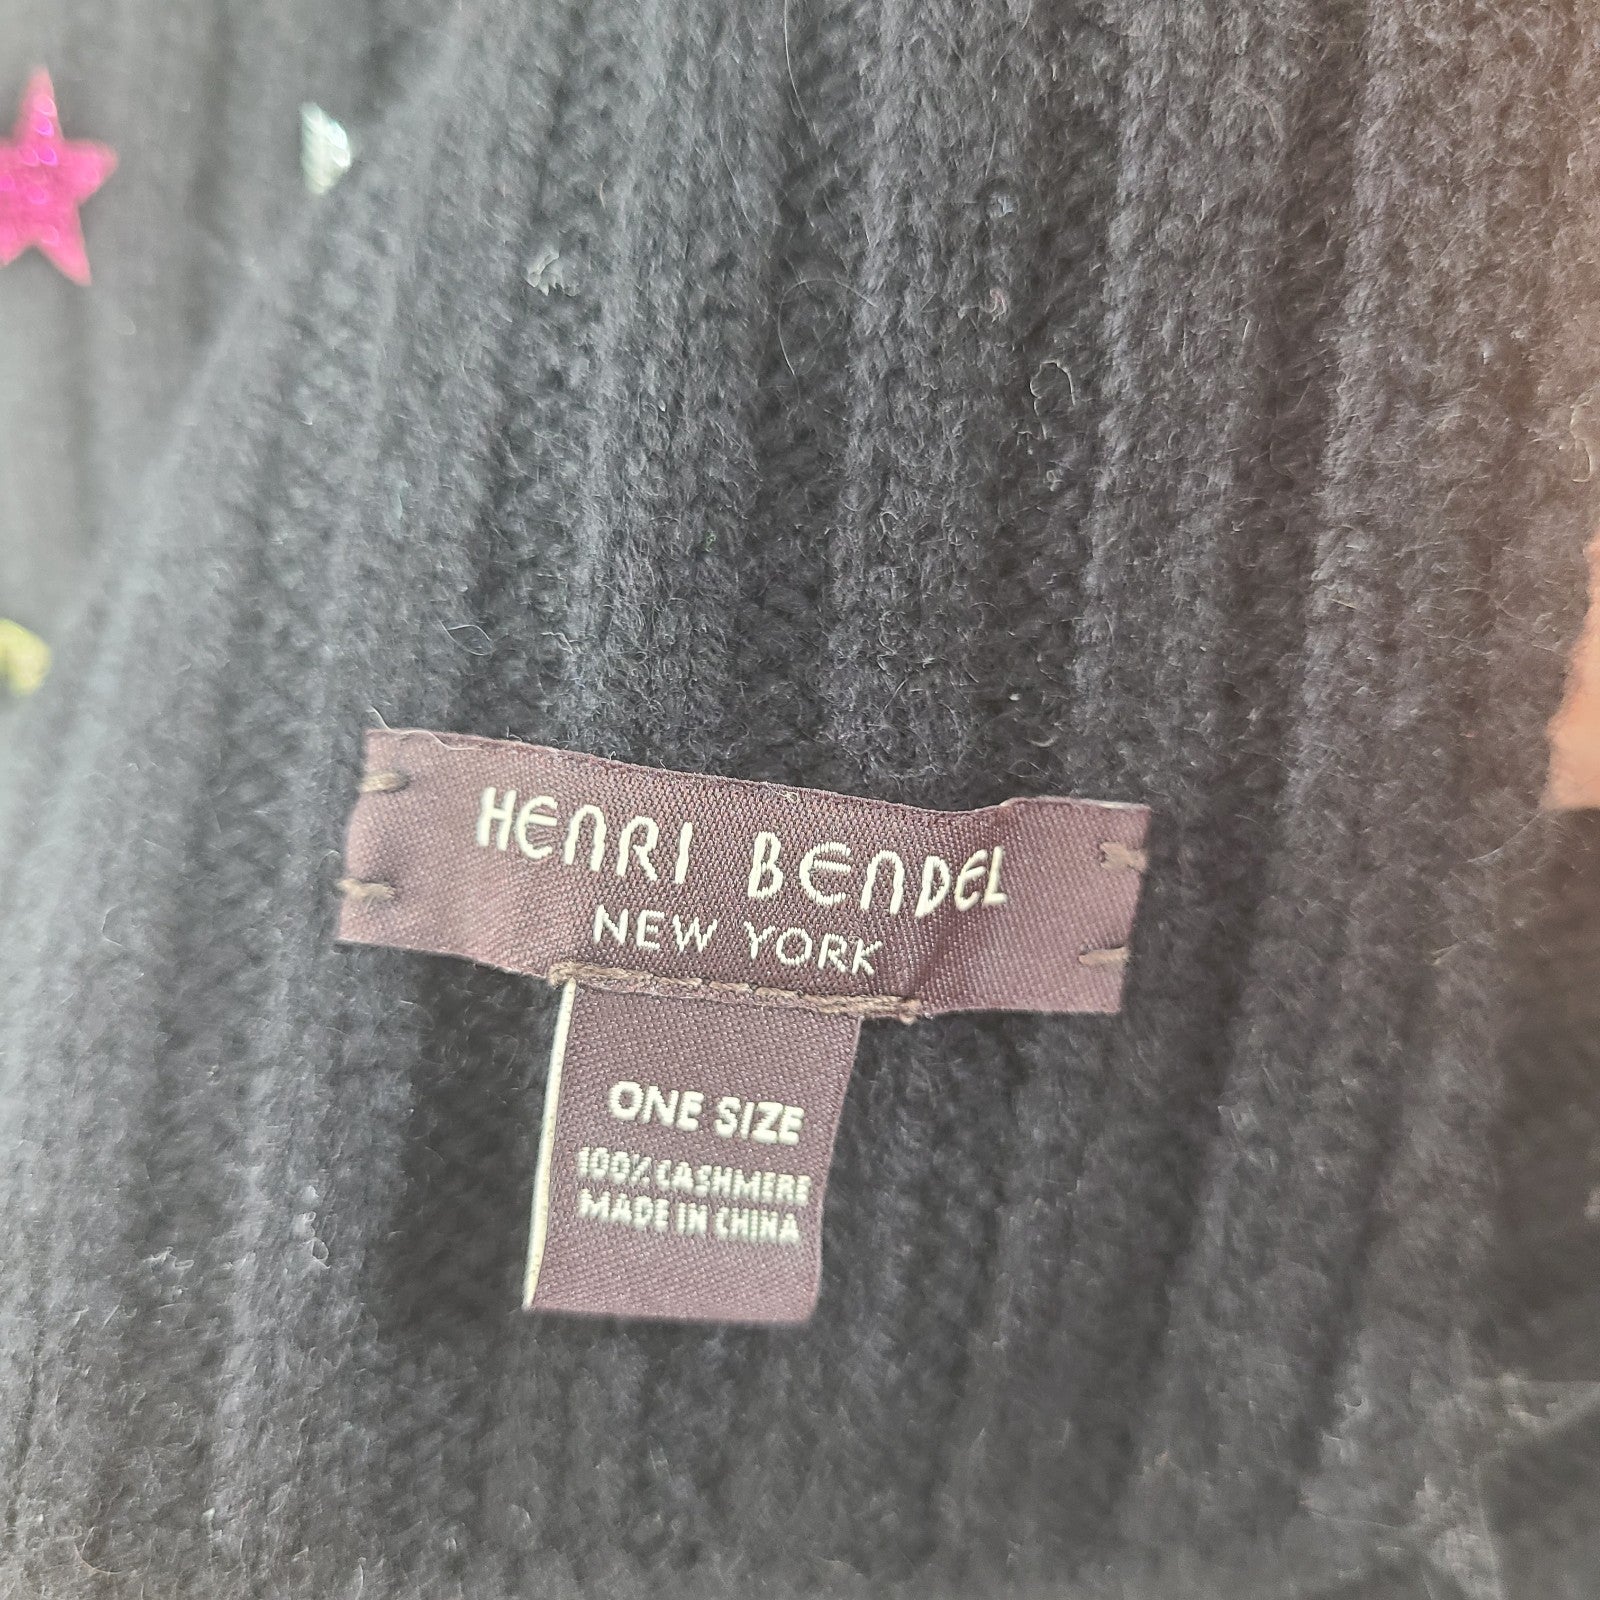 HENRI BENDEL
NEW YORK
ONE SIZE
100% CASHMERE
MADE IN CHINA